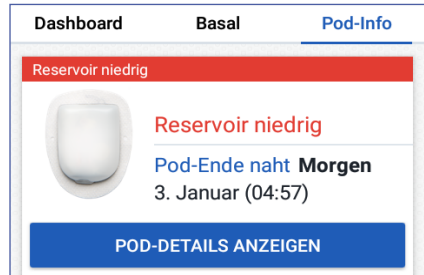 Dashboard Basal Pod-Info
Reservoir niedrig
Reservoir niedrig
Pod-Ende naht Morgen
3. Januar (04:57)
POD-DETAILS ANZEIGEN